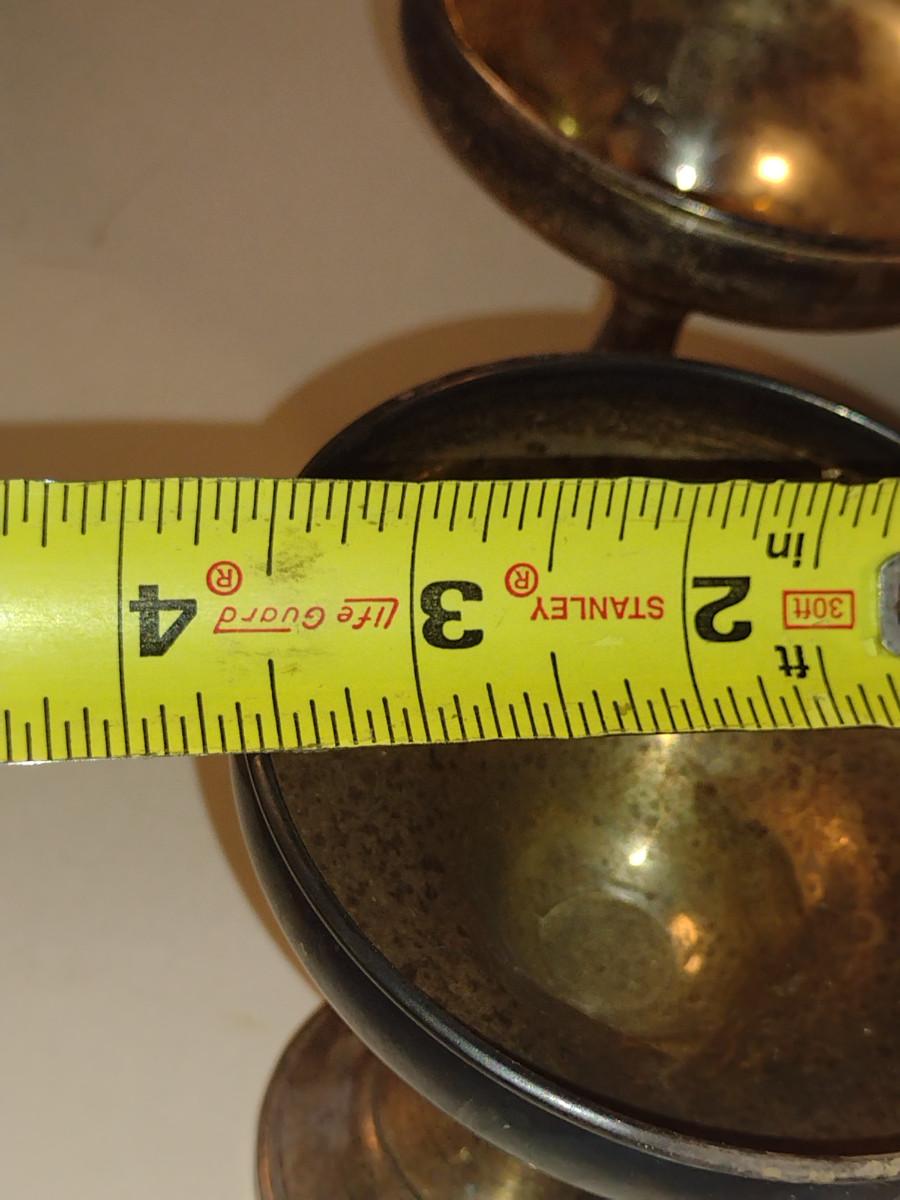 in
30ft
2
STANLEY®
3
Life Guard®
4
ft